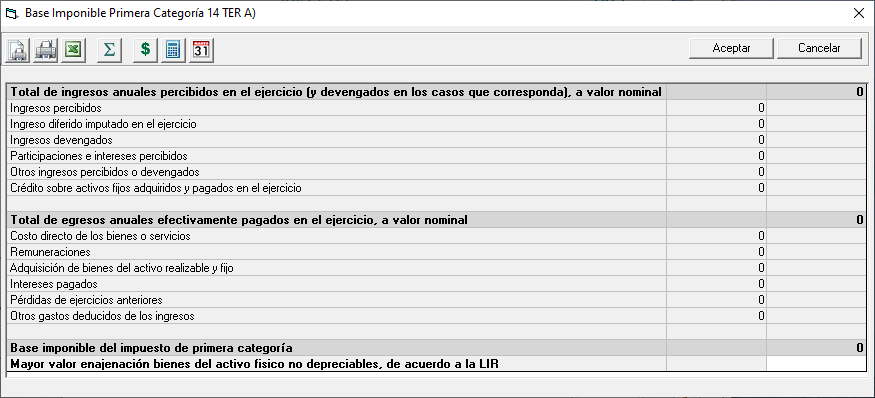 Base Imponible Primera Categoría 14 TER A)
$ 31 Aceptar Cancelar
Total de ingresos anuales percibidos en el ejercicio (y devengados en los casos que corresponda), a valor nominal 0
Ingresos percibidos 0
Ingreso diferido imputado en el ejercicio 0
Ingresos devengados 0
Participaciones e intereses percibidos 0
Otros ingresos percibidos o devengados 0
Crédito sobre activos fijos adquiridos y pagados en el ejercicio 0
Total de egresos anuales efectivamente pagados en el ejercicio, a valor nominal 0
Costo directo de los bienes o servicios 0
Remuneraciones 0
Adquisición de bienes del activo realizable y fijo 0
Intereses pagados 0
Pérdidas de ejercicios anteriores 0
Otros gastos deducidos de los ingresos 0
Base imponible del impuesto de primera categoría 0
Mayor valor enajenación bienes del activo fisico no depreciables, de acuerdo a la LIR